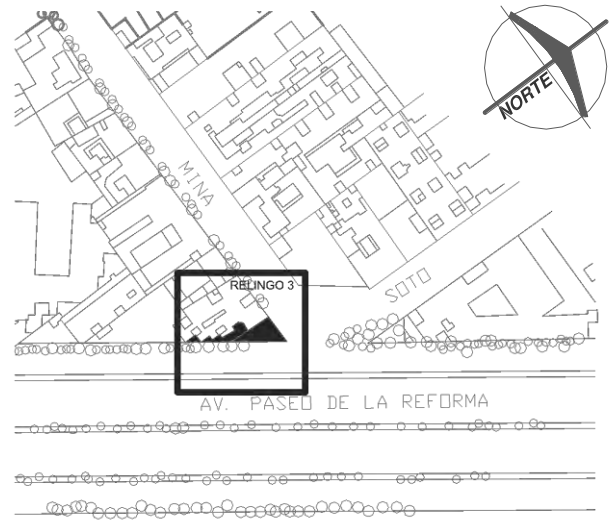 NORTE
MINA
RELINGO 3
SOTO
AV. PASEO DE LA REFORMA